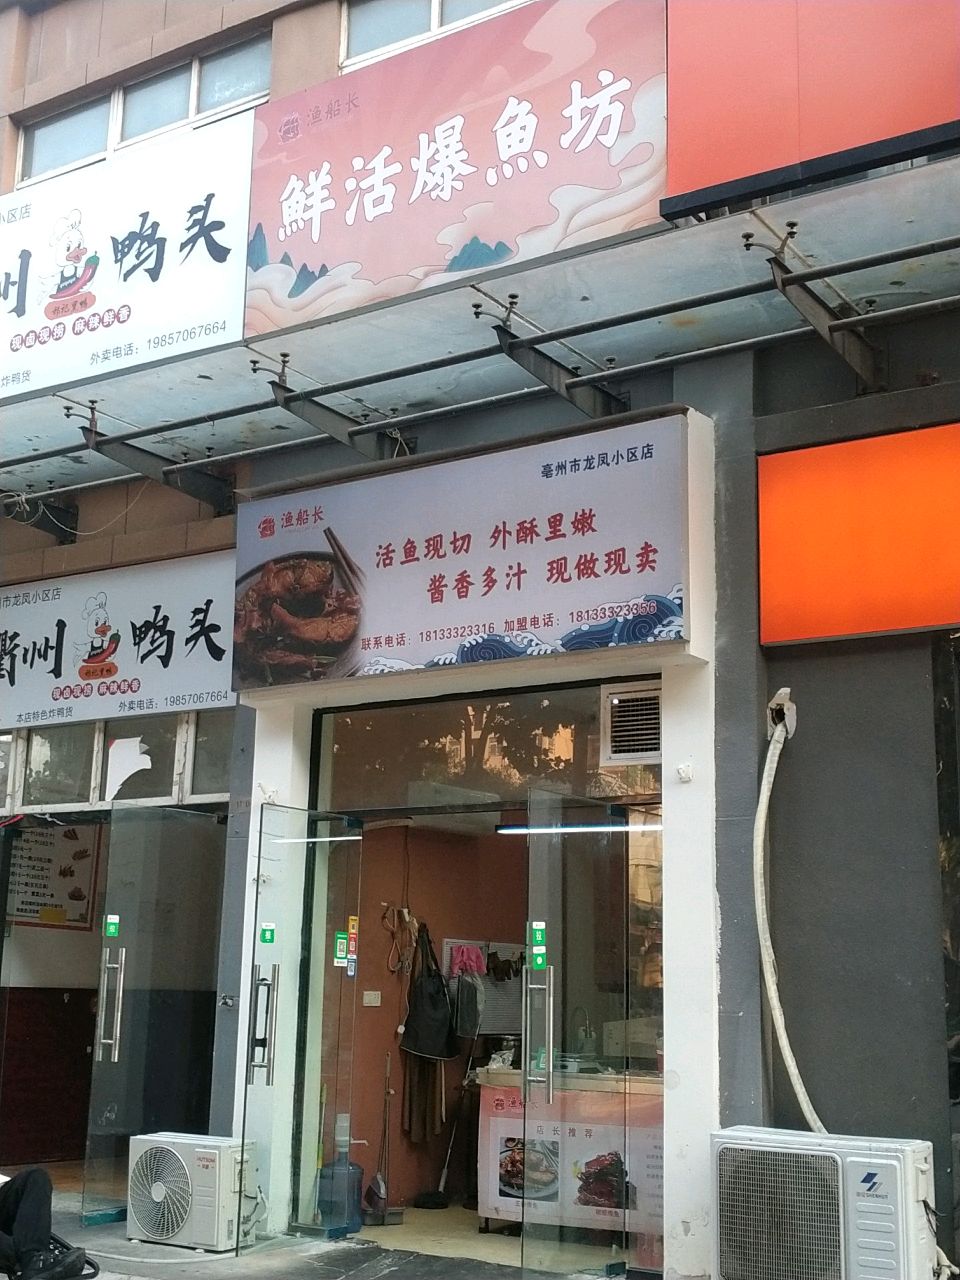 渔船长
鲜活爆魚坊
小区店
州 鸭头
现卤现捞 麻辣鲜香
外卖电话：19857067664
炸鸭货
亳州市龙凤小区店
渔船长
活鱼现切 外酥里嫩
酱香多汁 现做现卖
联系电话：18133323316 加盟电话：18133323356
市龙凤小区店
衢州 鸭头
现卤现捞 麻辣鲜香
本店特色炸鸭货
外卖电话：19857067664
店长推荐